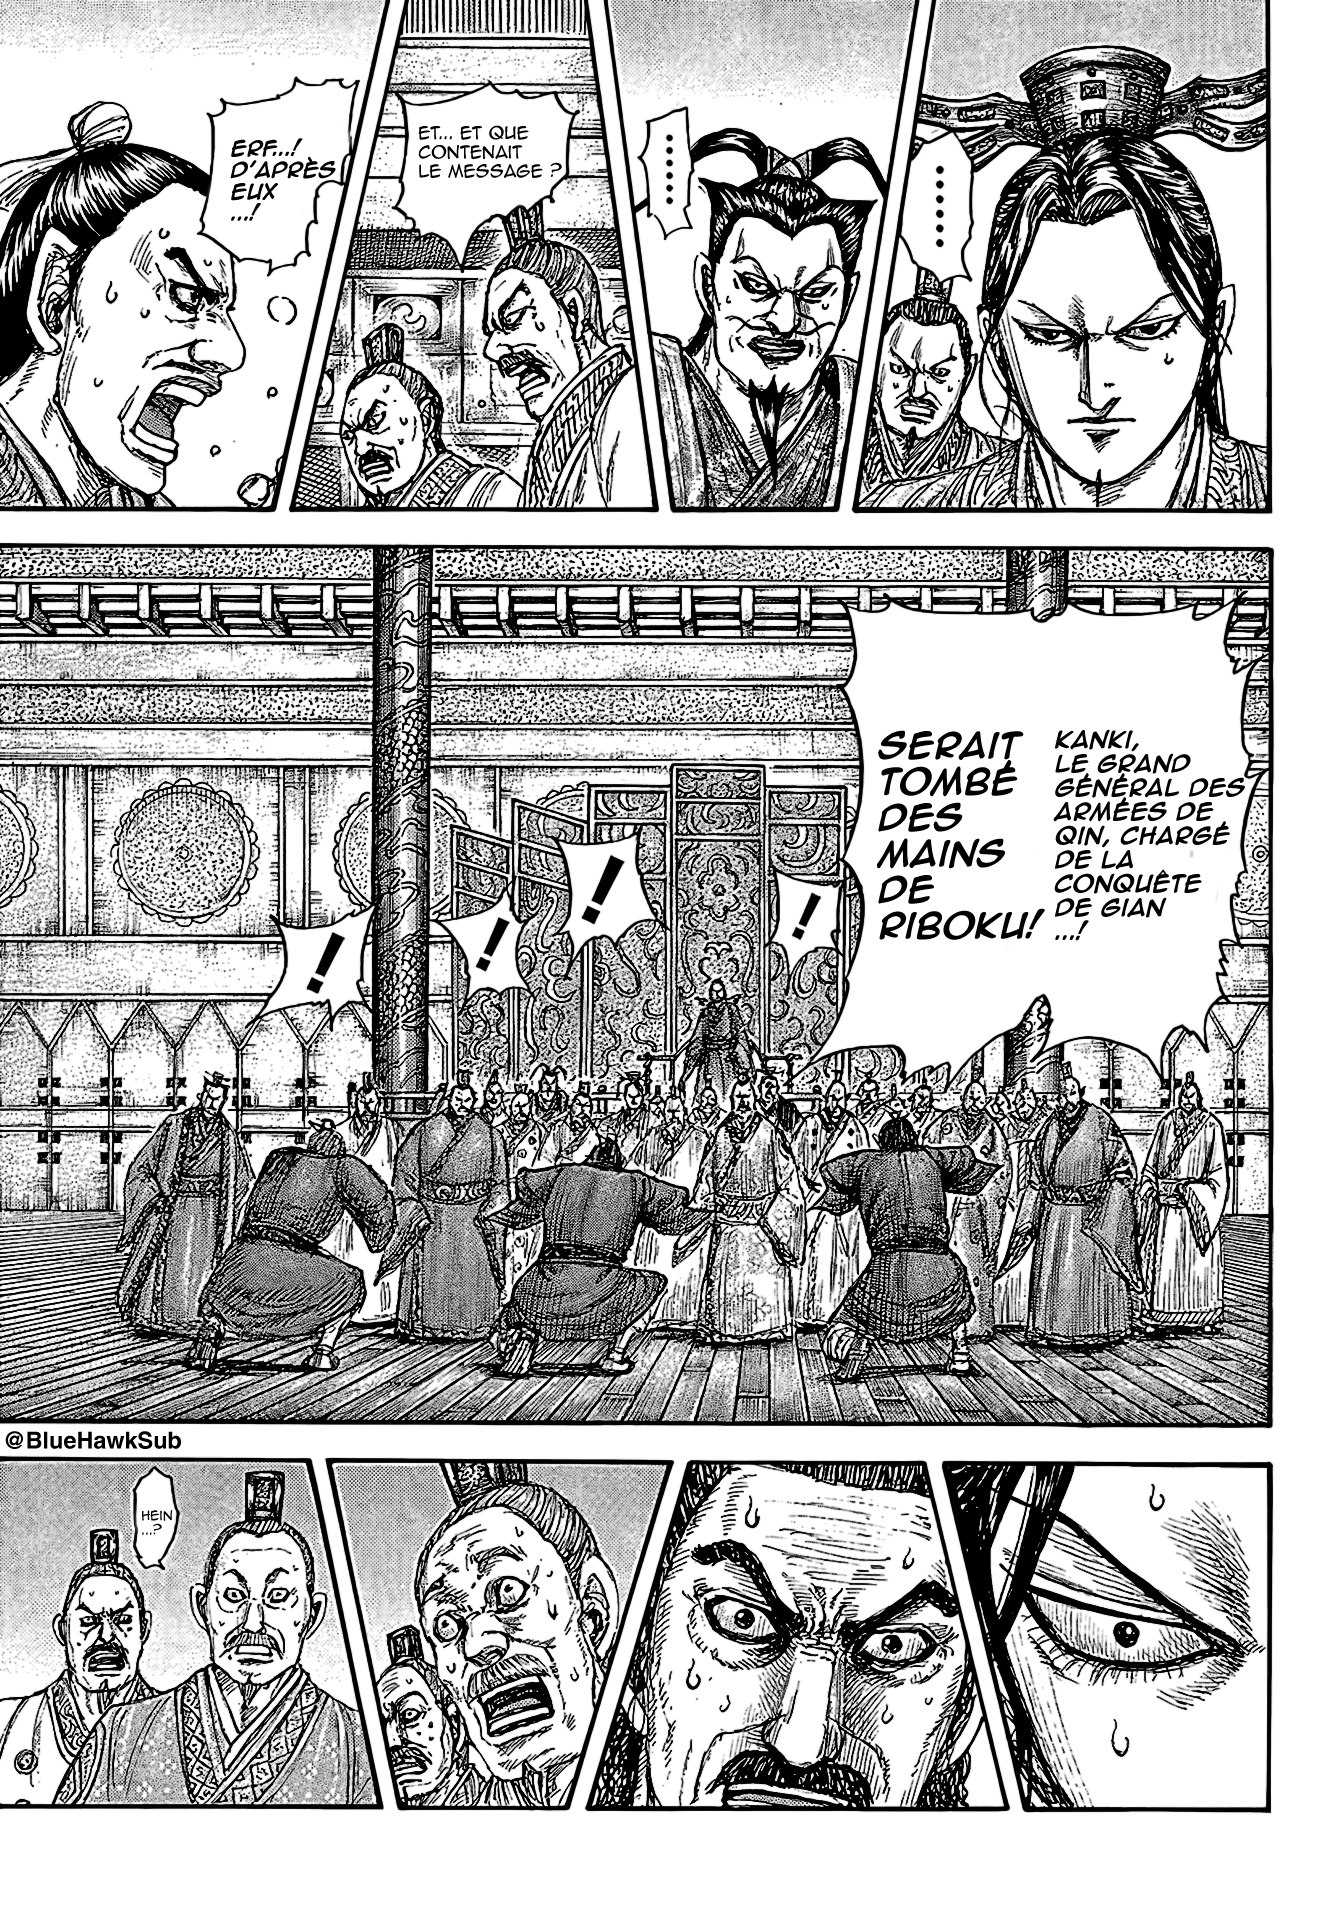 ......
......
ET... ET QUE
CONTENAIT
LE MESSAGE ?
ERF...!
D'APRÈS
EUX
...!
KANKI,
LE GRAND
GÉNÉRAL DES
ARMÉES DE
QIN, CHARGÉ
DE LA
CONQUÊTE
DE GIAN
...!
SERAIT
TOMBÉ
DES
MAINS
DE
RIBOKU!
!
!
!
!
@BlueHawkSub
HEIN
...?